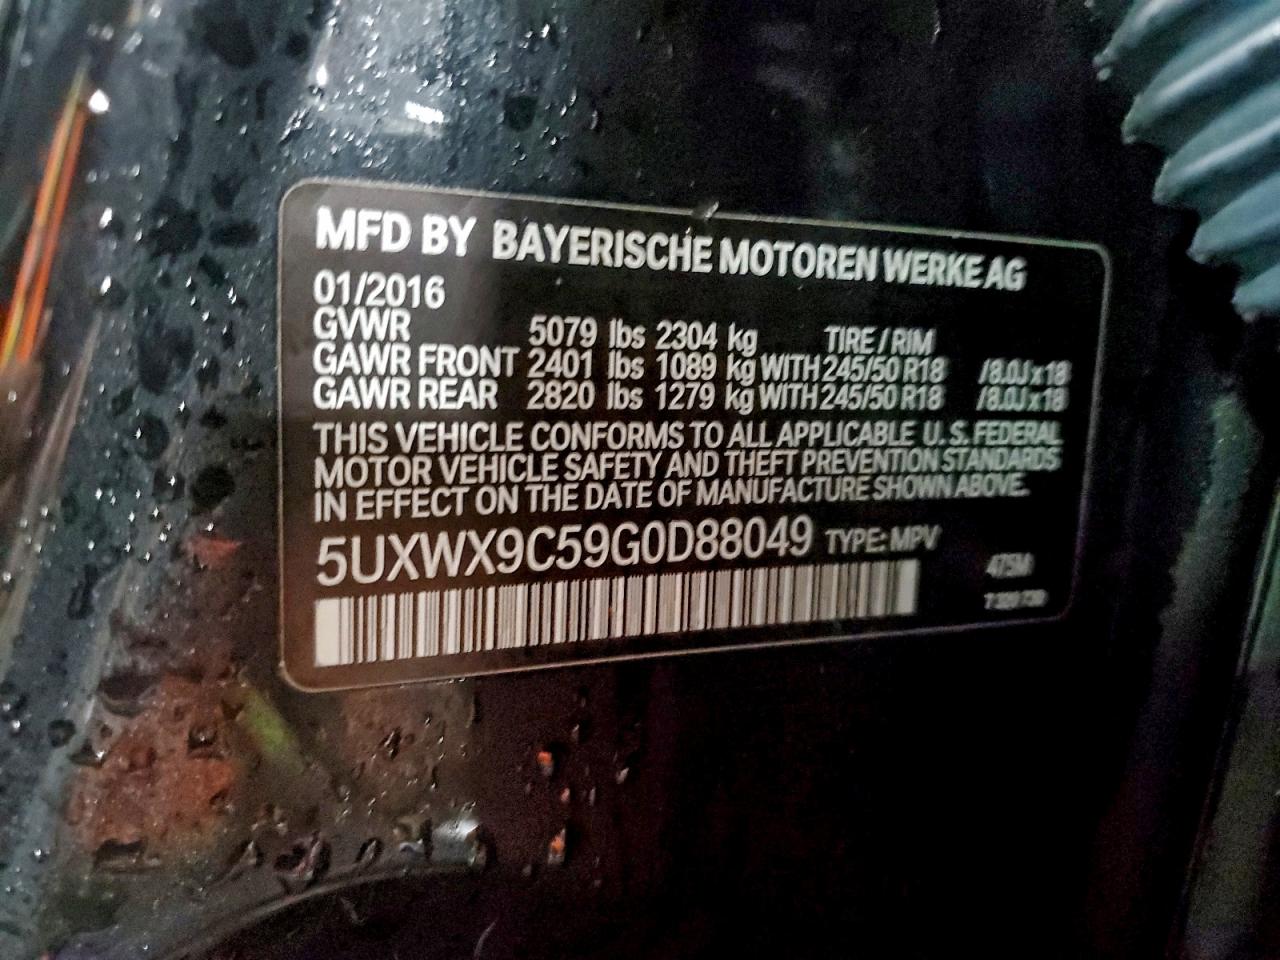 MFD BY BAYERISCHE MOTOREN WERKE AG
01/2016
GVWR 5079 lbs 2304 kg TIRE / RIM
GAWR FRONT 2401 lbs 1089 kg WITH 245/50 R18 /8.0J x 18
GAWR REAR 2820 lbs 1279 kg WITH 245/50 R18 /8.0J x 18
THIS VEHICLE CONFORMS TO ALL APPLICABLE U.S. FEDERAL
MOTOR VEHICLE SAFETY AND THEFT PREVENTION STANDARDS
IN EFFECT ON THE DATE OF MANUFACTURE SHOWN ABOVE.
5UXWX9C59G0D88049 TYPE: MPV
475M